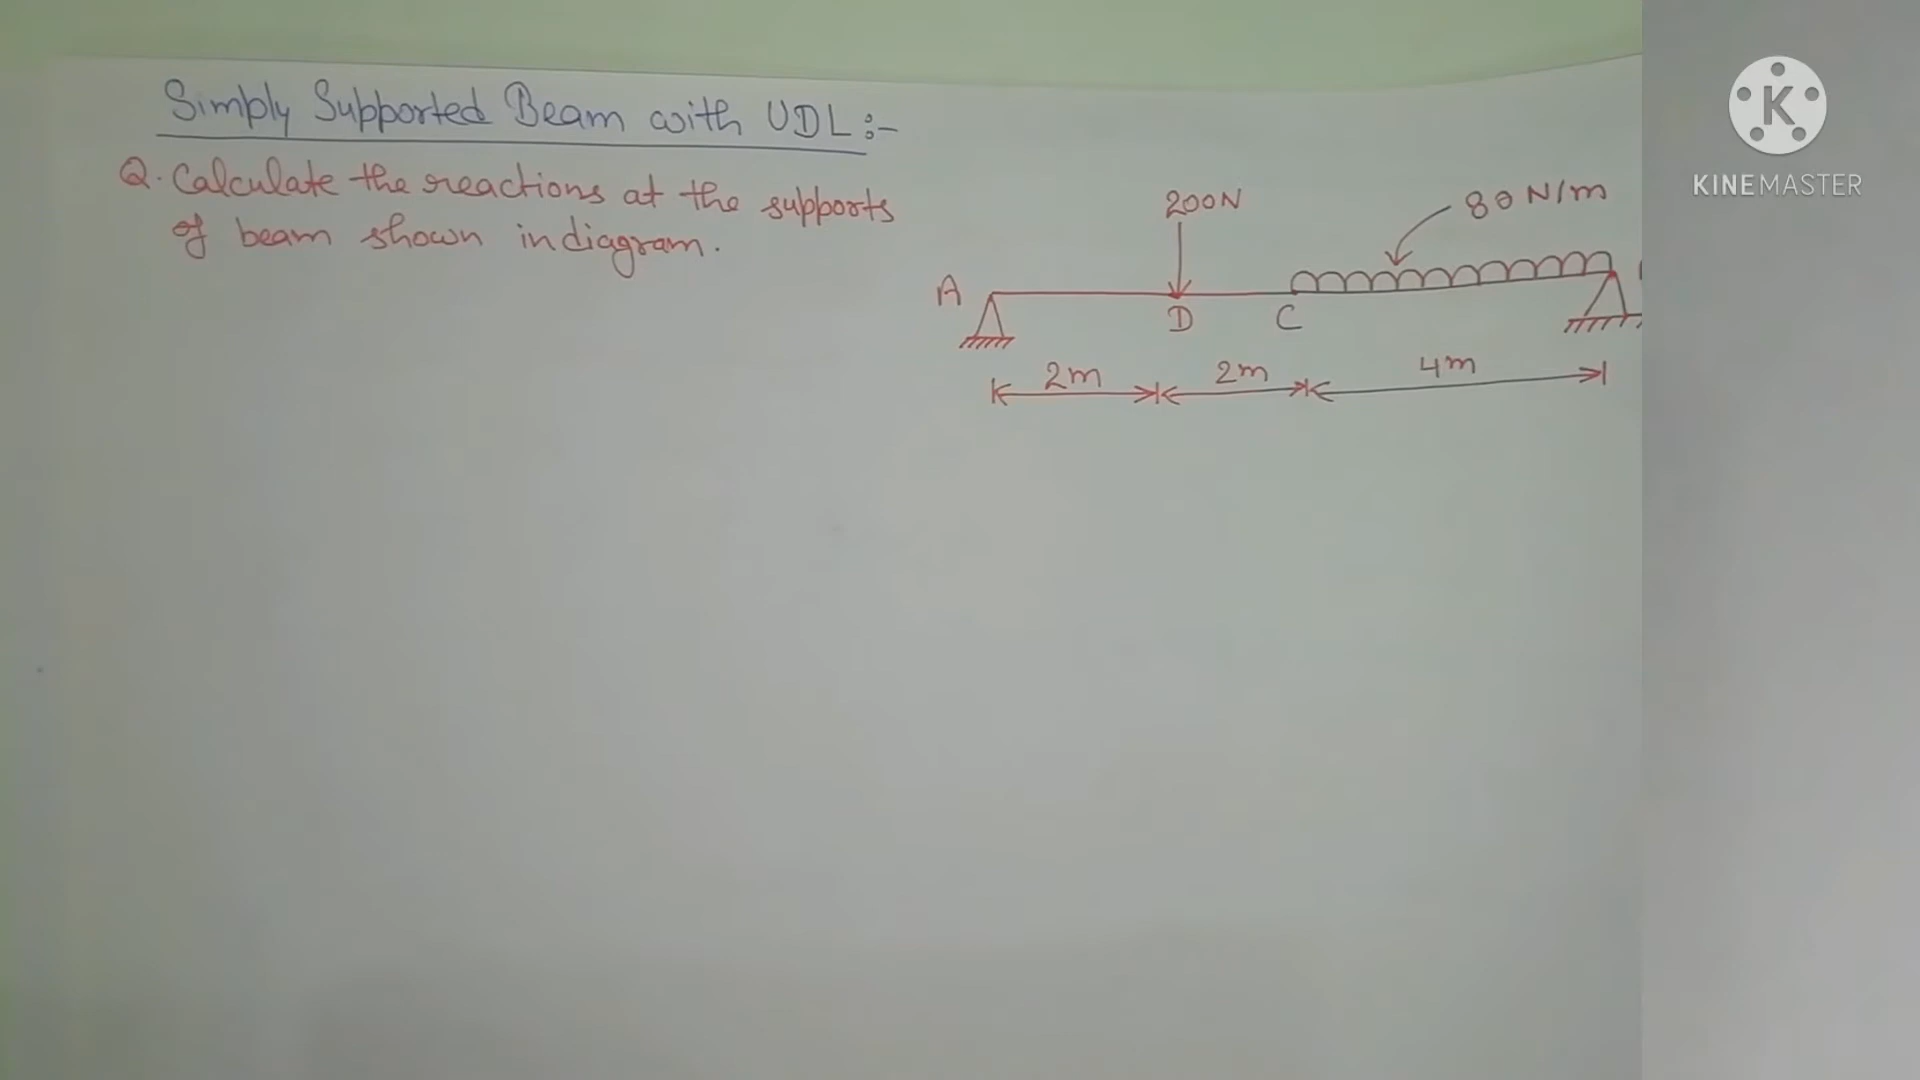 Simply Supported Beam with UDL :-
Q. Calculate the reactions at the supports
of beam shown in diagram.
200N
80 N/m
A
D
C
2m
2m
4m
K
KINEMASTER